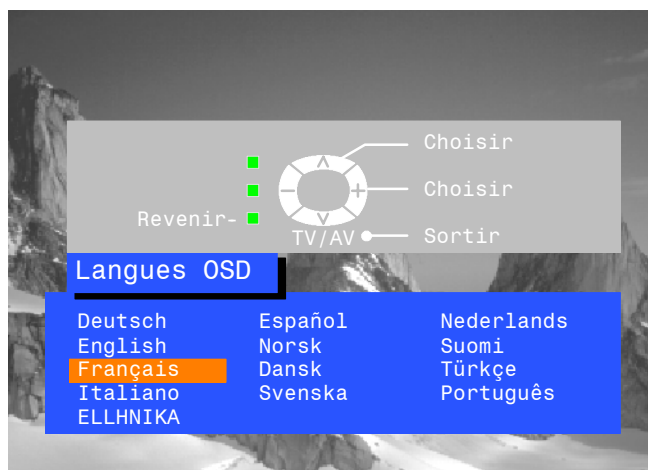 Choisir
Choisir
Revenir-
TV/AV Sortir
Langues OSD
Deutsch Español Nederlands
English Norsk Suomi
Français Dansk Türkçe
Italiano Svenska Português
ELLHNIKA